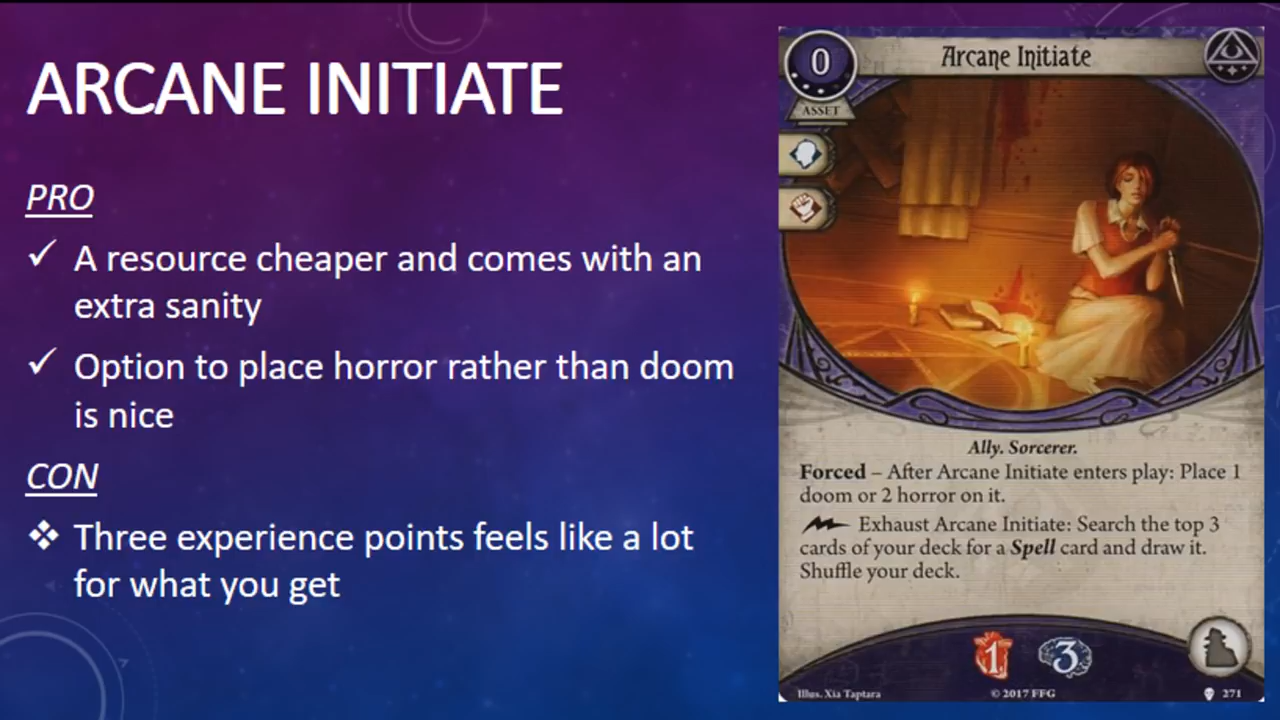 ARCANE INITIATE
PRO
A resource cheaper and comes with an
extra sanity
Option to place horror rather than doom
is nice
CON
Three experience points feels like a lot
for what you get
0
Arcane Initiate
ASSET
Ally. Sorcerer.
Forced – After Arcane Initiate enters play: Place 1
doom or 2 horror on it.
Exhaust Arcane Initiate: Search the top 3
cards of your deck for a Spell card and draw it.
Shuffle your deck.
1 3
Illus. Xia Taptara © 2017 FFG 271